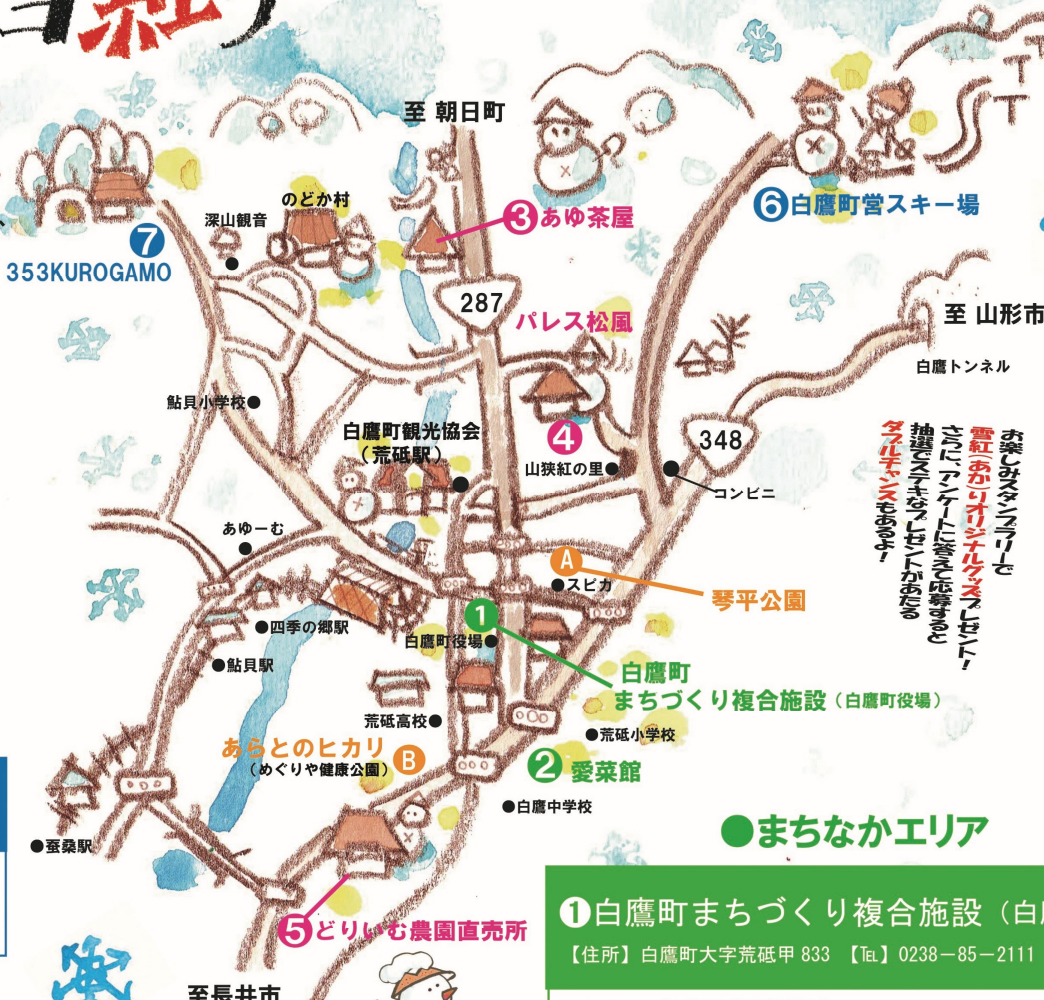 紅
至 朝日町
のどか村
深山観音
③あゆ茶屋
⑥白鷹町営スキー場
⑦
353KUROGAMO
287
パレス松風
至 山形市
白鷹トンネル
鮎貝小学校●
白鷹町観光協会
（荒砥駅）
④
348
山峡紅の里●
コンビニ
お楽しみスタンプラリーで
雪紅(あか)りオリジナルグッズプレゼント!
さらに、アンケートに答えて応募すると
抽選でステキなプレゼントがあたる
ダブルチャンスもあるよ!
あゆーむ
Ⓐ
●スピカ
琴平公園
①
●四季の郷駅
白鷹町役場●
●鮎貝駅
白鷹町
まちづくり複合施設（白鷹町役場）
荒砥高校●
●荒砥小学校
あらとのヒカリ
（めぐりや健康公園）
Ⓑ
②愛菜館
●白鷹中学校
●まちなかエリア
●蚕桑駅
①白鷹町まちづくり複合施設（白
【住所】白鷹町大字荒砥甲 833 【℡】0238－85－2111
⑤どりいむ農園直売所
至長井市